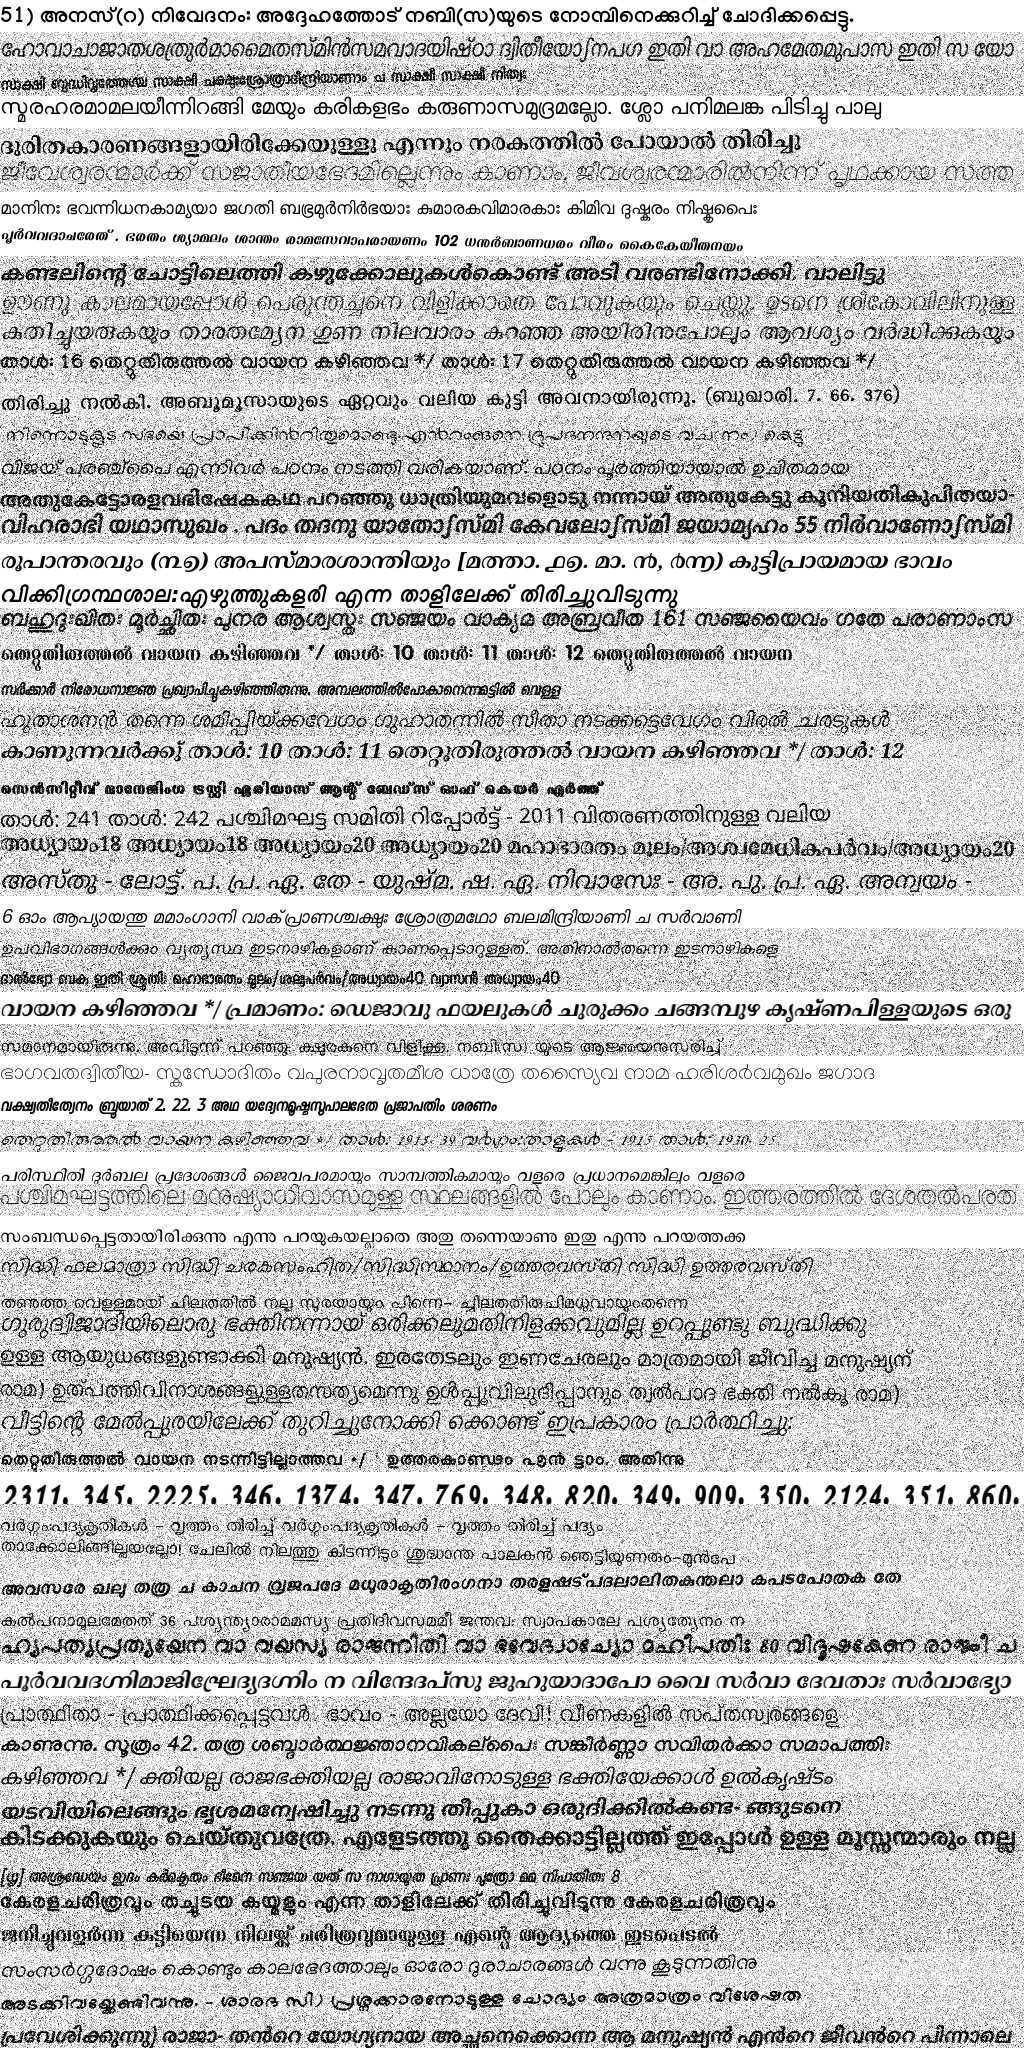 51) അനസ്(റ) നിവേദനം: അദ്ദേഹത്തോട് നബി(സ)യുടെ നോമ്പിനെക്കുറിച്ച് ചോദിക്കപ്പെട്ടു.
ഹോവാചാജാതശത്രുർമാമൈതസ്മിൻസമവാദയിഷ്ഠാ ദ്വിതീയോഽനപഗ ഇതി വാ അഹമേതമുപാസ ഇതി സ യോ
സാക്ഷീ ബുദ്ധിവൃത്തേശ്ച സാക്ഷീ ചക്ഷുഃശ്രോത്രാദീന്ദ്രിയാണാം ച സാക്ഷീ സാക്ഷീ നിത്യഃ
സ്മരഹരമാമലയീന്നിറങ്ങി മേയും കരികളഭം കരുണാസമുദ്രമല്ലോ. ശ്ലോ പനിമലങ്ക പിടിച്ചു പാലു
ദുരിതകാരണങ്ങളായിരിക്കേയുള്ളു എന്നും നരകത്തിൽ പോയാൽ തിരിച്ചു
ജീവേശ്വരന്മാർക്ക് സജാതീയഭേദമില്ലെന്നും കാണാം, ജീവശ്വരന്മാരിൽനിന്ന് പൃഥക്കായ സത്ത
മാനിനഃ ഭവന്നിധനകാമ്യയാ ജഗതി ബഭ്രമുർനിർഭയാഃ കുമാരകവിമാരകാഃ കിമിവ ദുഷ്കരം നിഷ്കൃപൈഃ
പൂർവവദാചരേത് . ഭരതം ശ്യാമലം ശാന്തം രാമസേവാപരായണം 102 ധനുർബാണധരം വീരം കൈകേയീതനയം
കണ്ടലിന്റെ ചോട്ടിലെത്തി കഴുക്കോലുകൾകൊണ്ട് അടി വരണ്ടിനോക്കി. വാലിട്ടു
ഊണു കാലമായപ്പോൾ പെരുന്തച്ചനെ വിളിക്കാതെ പോവുകയും ചെയ്തു. ഉടനെ ശ്രീകോവിലിനുള്ള
കുതിച്ചുയരുകയും താരതമ്യേന ഗുണ നിലവാരം കുറഞ്ഞ അയിരിനുപോലും ആവശ്യം വർദ്ധിക്കുകയും
താൾ: 16 തെറ്റുതിരുത്തൽ വായന കഴിഞ്ഞവ */ താൾ: 17 തെറ്റുതിരുത്തൽ വായന കഴിഞ്ഞവ */
തിരിച്ചു നൽകി. അബൂമൂസായുടെ ഏറ്റവും വലിയ കുട്ടി അവനായിരുന്നു. (ബുഖാരി. 7. 66. 376)
വിജയ് പരഞ്ച്പൈ എന്നിവർ പഠനം നടത്തി വരികയാണ്. പഠനം പൂർത്തിയായാൽ ഉചിതമായ
അതുകേട്ടോരളവഭിഷേകകഥ പറഞ്ഞു ധാത്രിയുമവളൊടു നന്നായ് അതുകേട്ടു കൂനിയതികുപിതയാ-
വിഹരാഭി യഥാസുഖം . പദം തദനു യാതോഽസ്മി കേവലോഽസ്മി ജയാമ്യഹം 55 നിർവാണോഽസ്മി
രൂപാന്തരവും (൩൭) അപസ്മാരശാന്തിയും [മത്താ. ൧൭. മാ. ൻ, ൪൩) കുട്ടിപ്രായമായ ഭാവം
വിക്കിഗ്രന്ഥശാല:എഴുത്തുകളരി എന്ന താളിലേക്ക് തിരിച്ചുവിടുന്നു
ബഹുദുഃഖിതഃ മൂർച്ഛിതഃ പുനര ആശ്വസ്തഃ സഞ്ജയം വാക്യമ അബ്രവീത 161 സഞ്ജയൈവം ഗതേ പരാണാംസ
തെറ്റുതിരുത്തൽ വായന കഴിഞ്ഞവ */ താൾ: 10 താൾ: 11 താൾ: 12 തെറ്റുതിരുത്തൽ വായന
സർക്കാർ നിരോധനാജ്ഞ പ്രഖ്യാപിച്ചുകഴിഞ്ഞിരുന്നു. അമ്പലത്തിൽപോകാനെന്നമട്ടിൽ വെള്ള
ഹുതാശനൻ തന്നെ ശമിപ്പിയ്ക്കവേഗം ഗുഹാതന്നിൽ സീതാ നടക്കട്ടെവേഗം വിരൽ ചരടുകൾ
കാണുന്നവർക്കു് താൾ: 10 താൾ: 11 തെറ്റുതിരുത്തൽ വായന കഴിഞ്ഞവ */ താൾ: 12
സെൻസിറ്റീവ് മാനേജിംഗ ട്രസ്റ്റി ഏരിയാസ് ആന്റ് ബേഡ്സ് ഓഫ് കെയർ ഏർത്ത്
താൾ: 241 താൾ: 242 പശ്ചിമഘട്ട സമിതി റിപ്പോർട്ട് - 2011 വിതരണത്തിനുള്ള വലിയ
അധ്യായം18 അധ്യായം18 അധ്യായം20 അധ്യായം20 മഹാഭാരതം മൂലം/അശ്വമേധികപർവം/അധ്യായം20
അസ്തു - ലോട്ട്. പ. പ്ര. ഏ. തേ - യുഷ്മ. ഷ. ഏ. നിവാസേഃ - അ. പു. പ്ര. ഏ. അന്വയം -
6 ഓം ആപ്യായന്തു മമാംഗാനി വാക്പ്രാണശ്ചക്ഷുഃ ശ്രോത്രമഥോ ബലമിന്ദ്രിയാണി ച സർവാണി
ഉപവിഭാഗങ്ങൾക്കും വ്യത്യസ്ഥ ഇടനാഴികളാണ് കാണപ്പെടാറുള്ളത്. അതിനാൽതന്നെ ഇടനാഴികളെ
ദാൽഭ്യോ ബക ഇതി ശ്രുതിഃ മഹാഭാരതം മൂലം/ശല്യപർവം/അധ്യായം40 വ്യാസൻ അധ്യായം40
വായന കഴിഞ്ഞവ */ പ്രമാണം: ഡെജാവു ഫയലുകൾ ചുരുക്കം ചങ്ങമ്പുഴ കൃഷ്ണപിള്ളയുടെ ഒരു
സമാനമായിരുന്നു. അവിടുന്ന് പറഞ്ഞു: ക്ഷുരകനെ വിളിക്കൂ. നബി(സ) യുടെ ആജ്ഞയനുസരിച്ച്
ഭാഗവതദ്വിതീയ- സ്കന്ധോദിതം വപുരനാവൃതമീശ ധാത്രേ തസ്യൈവ നാമ ഹരിശർവമുഖം ജഗാദ
വക്ഷ്യതിത്വേനം ബ്രൂയാത് 2. 22. 3 അഥ യദ്യേനമൂഷ്മസൂപാലഭേത പ്രജാപതിം ശരണം
തെറ്റുതിരുത്തൽ വായന കഴിഞ്ഞവ */ താൾ: 1915- 39 വർഗ്ഗം:താളുകൾ - 1915 താൾ: 1930- 25
പരിസ്ഥിതി ദുർബല പ്രദേശങ്ങൾ ജൈവപരമായും സാമ്പത്തികമായും വളരെ പ്രധാനമെങ്കിലും വളരെ
പശ്ചിമഘട്ടത്തിലെ മനുഷ്യാധിവാസമുള്ള സ്ഥലങ്ങളിൽ പോലും കാണാം. ഇത്തരത്തിൽ ദേശതൽപരത
സംബന്ധപ്പെട്ടതായിരിക്കുന്നു എന്നു പറയുകയല്ലാതെ അതു തന്നെയാണു ഇതു എന്നു പറയത്തക്ക
സിദ്ധി ഫലമാത്രാ സിദ്ധി ചരകസംഹിത/സിദ്ധിസ്ഥാനം/ഉത്തരവസ്തി സിദ്ധി ഉത്തരവസ്തി
തണുത്ത വെള്ളമായ് ചിലതതിൽ നല്ല സുരയായും പിന്നെ- ച്ചിലതതിരുചിമധുവായുംതന്നെ
ഗുരുദ്വിജാദിയിലൊരു ഭക്തിനന്നായ് ഒരിക്കലുമതിനിളക്കവുമില്ല ഉറപ്പുണ്ടു ബുദ്ധിക്കു
ഉള്ള ആയുധങ്ങളുണ്ടാക്കി മനുഷ്യൻ. ഇരതേടലും ഇണചേരലും മാത്രമായി ജീവിച്ച മനുഷ്യന്
രാമ) ഉത്പത്തിവിനാശങ്ങളുള്ളതസത്യമെന്നു ഉൾപ്പൂവിലുദിപ്പാനും ത്വൽപാദ ഭക്തി നൽകൂ രാമ)
വീട്ടിന്റെ മേൽപ്പുരയിലേക്ക് തുറിച്ചുനോക്കി ക്കൊണ്ട് ഇപ്രകാരം പ്രാർത്ഥിച്ചു:
തെറ്റുതിരുത്തൽ വായന നടന്നിട്ടില്ലാത്തവ */ ' ഉത്തരകാണ്ഡം പ൫ൻ ട്ടാം. അതിന്നു
2311. 345. 2225. 346. 1374. 347. 769. 348. 820. 349. 909. 350. 2124. 351. 860.
വർഗ്ഗം:പദ്യകൃതികൾ - വൃത്തം തിരിച്ച് വർഗ്ഗം:പദ്യകൃതികൾ - വൃത്തം തിരിച്ച് പദ്യം
താക്കോലിങ്ങില്ലയല്ലോ! ചേലിൽ നിലത്തു കിടന്നീടും ശുദ്ധാന്ത പാലകൻ ഞെട്ടിയുണരും-മുൻപേ
അവസരേ ഖലു തത്ര ച കാചന വ്രജപദേ മധുരാകൃതിരംഗനാ തരളഷട്പദലാലിതകുന്തലാ കപടപോതക തേ
കൽപനാമൂലമേതത് 36 പശ്യന്ത്യാരാമമസ്യ പ്രതിദിവസമമീ ജന്തവഃ സ്വാപകാലേ പശ്യത്യേനം ന
ഹ്യപത്യപ്രത്യയേന വാ വയസ്യ രാജന്നിതി വാ ഭവേദ്വാച്യോ മഹീപതിഃ 80 വിദൂഷകേണ രാജ്ഞീ ച
പൂർവവദഗ്നിമാജിഘ്രേദ്യദഗ്നിം ന വിന്ദേദപ്സു ജുഹുയാദാപോ വൈ സർവാ ദേവതാഃ സർവാഭ്യോ
പ്രാത്ഥിതാ - പ്രാത്ഥിക്കപ്പെട്ടവൾ. ഭാവം - അല്ലയോ ദേവി! വീണകളിൽ സപ്തസ്വരങ്ങളെ
കാണുന്നു. സൂത്രം 42. തത്ര ശബ്ദാർത്ഥജ്ഞാനവികല്പൈഃ സങ്കീർണ്ണാ സവിതർക്കാ സമാപത്തിഃ
കഴിഞ്ഞവ */ ക്തിയല്ല രാജഭക്തിയല്ല രാജാവിനോടുള്ള ഭക്തിയേക്കാൾ ഉൽകൃഷ്ടം
യടവിയിലെങ്ങും ഭൃശമന്വേഷിച്ചു നടന്നു തീപ്പുകാ ഒരുദിക്കിൽകണ്ട- ങ്ങുടനെ
കിടക്കുകയും ചെയ്തുവത്രേ. എളേടത്തു തൈക്കാട്ടില്ലത്ത് ഇപ്പോൾ ഉള്ള മൂസ്സന്മാരും നല്ല
[ധൃ] അശ്രദ്ധേയം ഇദം കർമകൃതം ഭീമേന സഞ്ജയ യത് സ നാഗായുത പ്രാണഃ പുത്രോ മമ നിപാതിതഃ 8
കേരളചരിത്രവും തച്ചുടയ കയ്മളും എന്ന താളിലേക്ക് തിരിച്ചുവിടുന്നു കേരളചരിത്രവും
ജനിച്ചുവളർന്ന കുട്ടിയെന്ന നിലയ്ക്ക് ചരിത്രവുമായുള്ള എന്റെ ആദ്യത്തെ ഇടപെടൽ
സംസർഗ്ഗദോഷം കൊണ്ടും കാലഭേദത്താലും ഓരോ ദുരാചാരങ്ങൾ വന്നു കൂടുന്നതിനു
അടക്കിവയ്ക്കേണ്ടിവന്നു. - ശാരദ സി) പ്രശ്നക്കാരനോടുള്ള ചോദ്യം അത്രമാത്രം വിശേഷത
പ്രവേശിക്കുന്നു) രാജാ- തൻറെ യോഗ്യനായ അച്ഛനെക്കൊന്ന ആ മനുഷ്യൻ എൻറെ ജീവൻറെ പിന്നാലെ